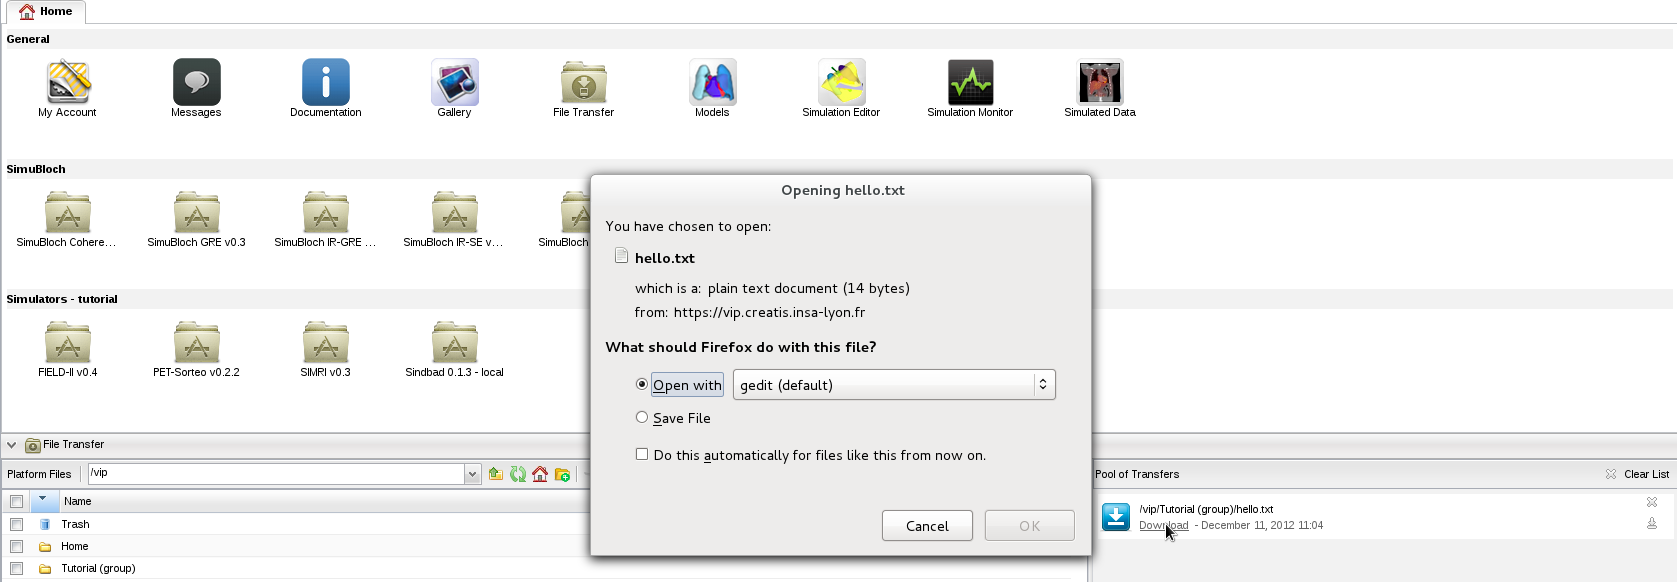 Home
General
My Account
Messages
Documentation
Gallery
File Transfer
Models
Simulation Editor
Simulation Monitor
Simulated Data
SimuBloch
SimuBloch Cohere...
SimuBloch GRE v0.3
SimuBloch IR-GRE ...
SimuBloch IR-SE v...
SimuBloch
Simulators - tutorial
FIELD-II v0.4
PET-Sorteo v0.2.2
SIMRI v0.3
Sindbad 0.1.3 - local
Opening hello.txt
You have chosen to open:
hello.txt
which is a: plain text document (14 bytes)
from: https://vip.creatis.insa-lyon.fr
What should Firefox do with this file?
Open with
gedit (default)
Save File
Do this automatically for files like this from now on.
Cancel
OK
File Transfer
Platform Files
/vip
Name
Trash
Home
Tutorial (group)
Pool of Transfers
Clear List
/vip/Tutorial (group)/hello.txt
Download - December 11, 2012 11:04